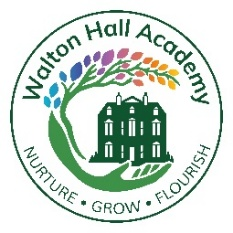 Walton Hall Academy
NURTURE • GROW • FLOURISH